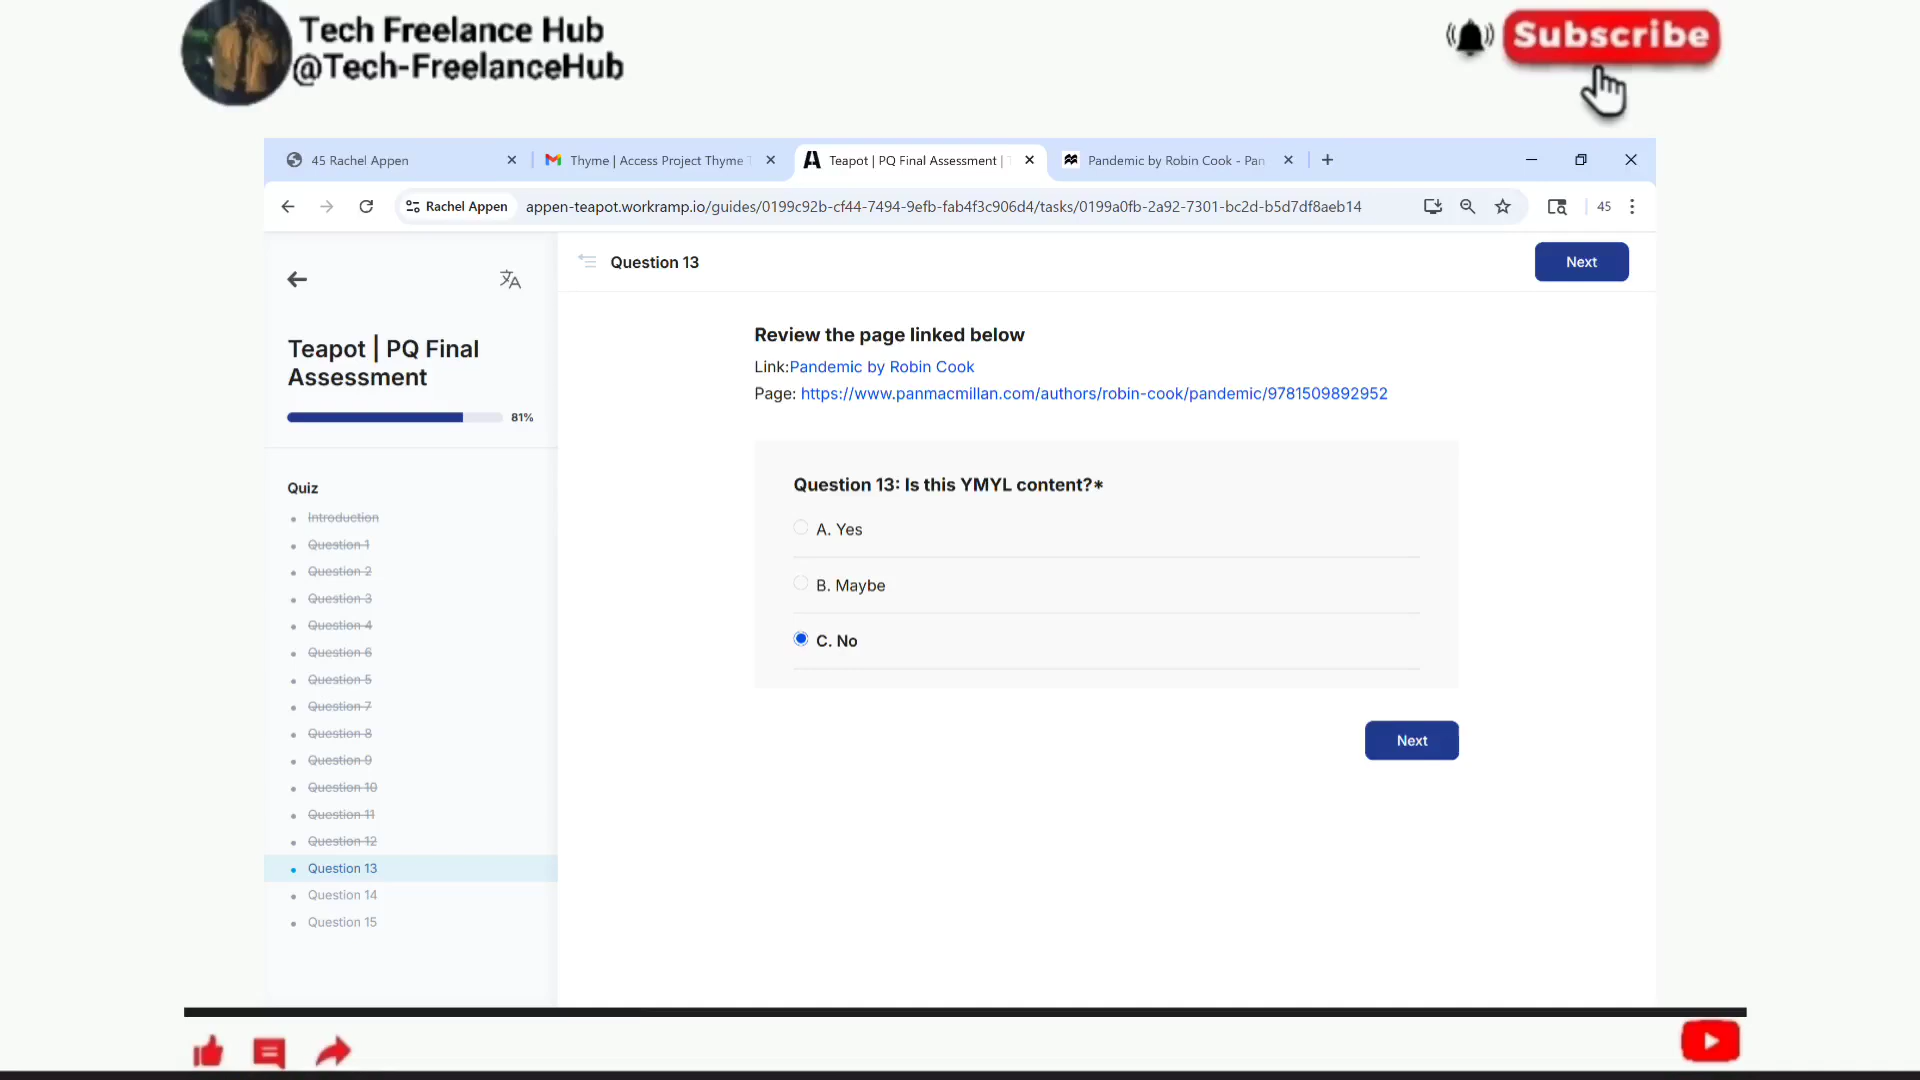 Tech Freelance Hub
@Tech-FreelanceHub
Subscribe
45 Rachel Appen
Thyme | Access Project Thyme
Teapot | PQ Final Assessment |
Pandemic by Robin Cook - Pan
Rachel Appen
appen-teapot.workramp.io/guides/0199c92b-cf44-7494-9efb-fab4f3c906d4/tasks/0199a0fb-2a92-7301-bc2d-b5d7df8aeb14
45
Question 13
Next
Teapot | PQ Final
Assessment
81%
Quiz
Introduction
Question 1
Question 2
Question 3
Question 4
Question 6
Question 5
Question 7
Question 8
Question 9
Question 10
Question 11
Question 12
Question 13
Question 14
Question 15
Review the page linked below
Link:Pandemic by Robin Cook
Page: https://www.panmacmillan.com/authors/robin-cook/pandemic/9781509892952
Question 13: Is this YMYL content?*
A. Yes
B. Maybe
C. No
Next